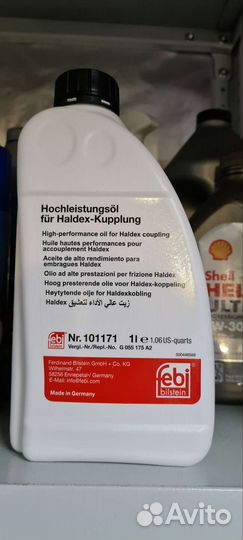 Hochleistungsöl
für Haldex-Kupplung
High-performance oil for Haldex coupling
Huile hautes performances pour
accouplement Haldex
Aceite de alto rendimiento para
embragues Haldex
Olio ad alte prestazioni per frizione Haldex
Hoog presterende olie voor Haldex-koppeling
Høytytende olje for Haldexkobling
زيت عالي الأداء لتعشيق Haldex
febi
bilstein
Nr. 101171 1l e 1.06 US-quarts
Vergl.-Nr./Repl.-No. G 055 175 A2
Ferdinand Bilstein GmbH + Co. KG
Wilhelmstr. 47
58256 Ennepetal / Germany
E-Mail: info@febi.com
Made in Germany
febi
bilstein
Shell
Avito